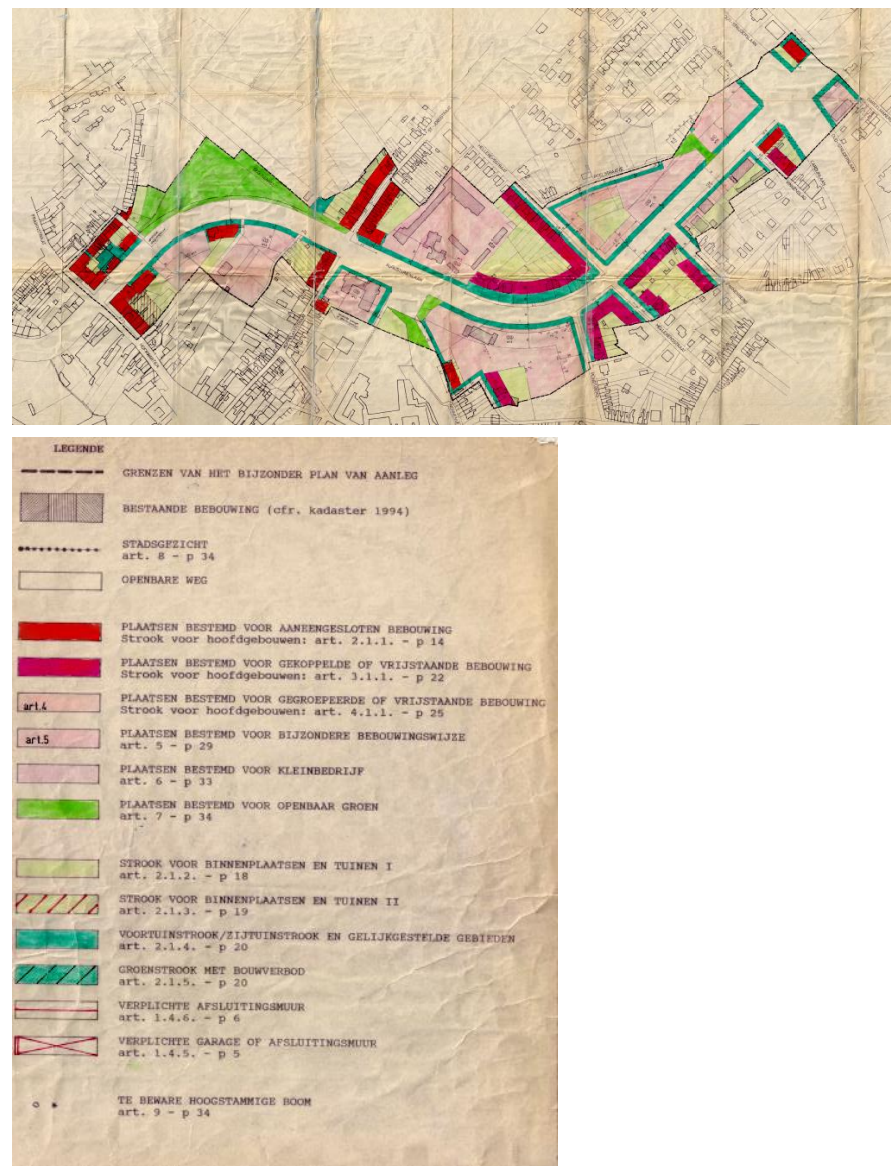 LEGENDE
GRENZEN VAN HET BIJZONDER PLAN VAN AANLEG
BESTAANDE BEBOUWING (cfr. kadaster 1994)
STADSGEZICHT
art. 8 - p 34
OPENBARE WEG
PLAATSEN BESTEMD VOOR AANEENGESLOTEN BEBOUWING
Strook voor hoofdgebouwen: art. 2.1.1. - p 14
PLAATSEN BESTEMD VOOR GEKOPPELDE OF VRIJSTAANDE BEBOUWING
Strook voor hoofdgebouwen: art. 3.1.1. - p 22
art.4 PLAATSEN BESTEMD VOOR GEGROEPEERDE OF VRIJSTAANDE BEBOUWING
Strook voor hoofdgebouwen: art. 4.1.1. - p 25
art.5 PLAATSEN BESTEMD VOOR BIJZONDERE BEBOUWINGSWIJZE
art. 5 - p 29
PLAATSEN BESTEMD VOOR KLEINBEDRIJF
art. 6 - p 33
PLAATSEN BESTEMD VOOR OPENBAAR GROEN
art. 7 - p 34
STROOK VOOR BINNENPLAATSEN EN TUINEN I
art. 2.1.2. - p 18
STROOK VOOR BINNENPLAATSEN EN TUINEN II
art. 2.1.3. - p 19
VOORTUINSTROOK/ZIJTUINSTROOK EN GELIJKGESTELDE GEBIEDEN
art. 2.1.4. - p 20
GROENSTROOK MET BOUWVERBOD
art. 2.1.5. - p 20
VERPLICHTE AFSLUITINGSMUUR
art. 1.4.6. - p 6
VERPLICHTE GARAGE OF AFSLUITINGSMUUR
art. 1.4.5. - p 5
TE BEWARE HOOGSTAMMIGE BOOM
art. 9 - p 34